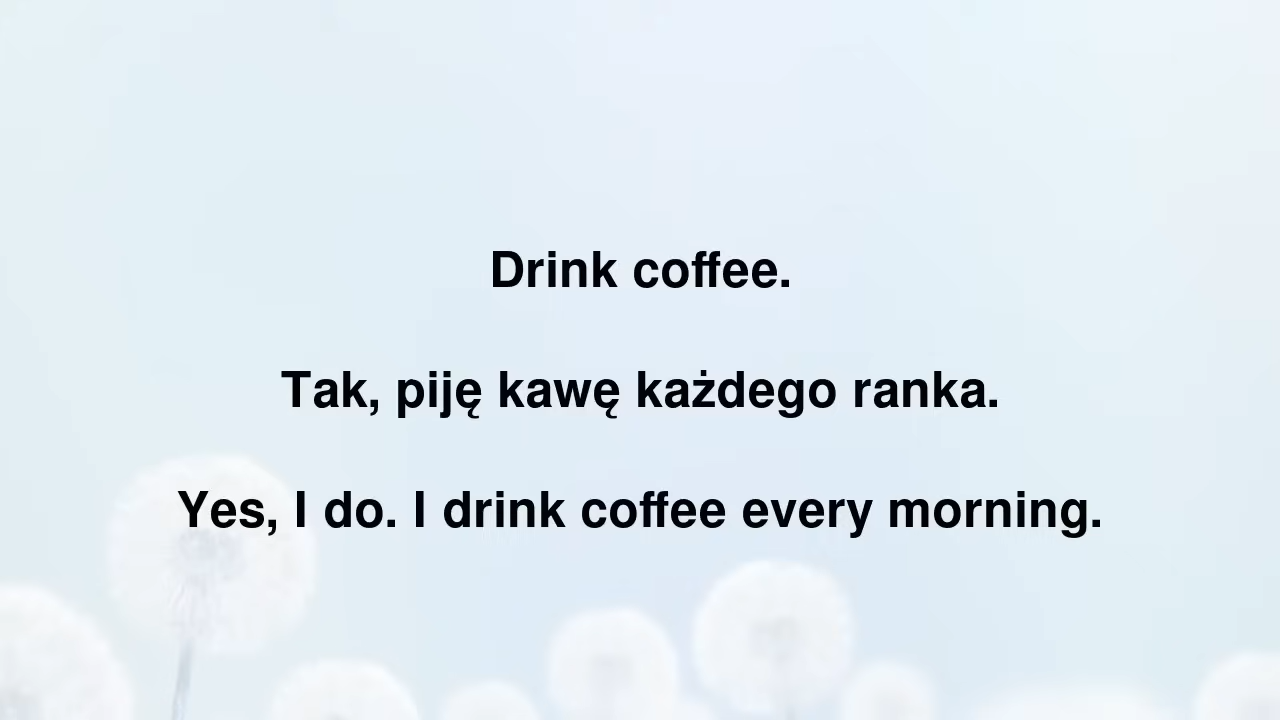 Drink coffee.
Tak, piję kawę każdego ranka.
Yes, I do. I drink coffee every morning.